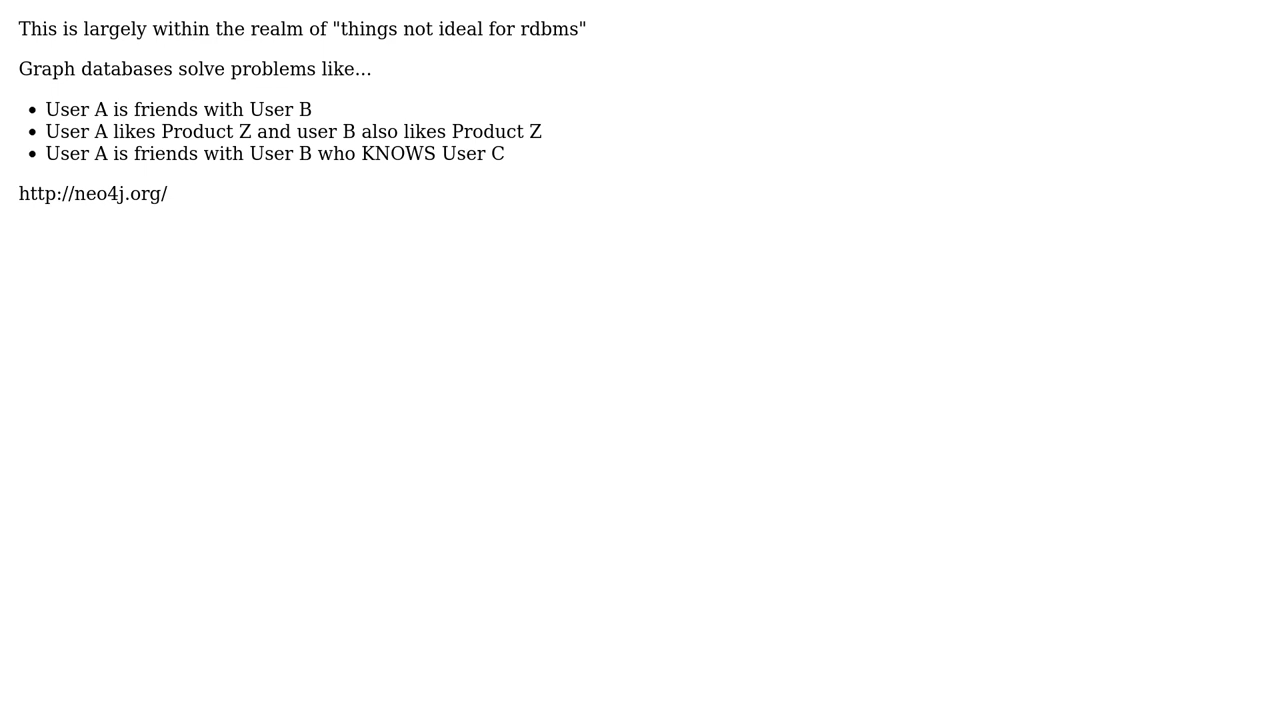 This is largely within the realm of "things not ideal for rdbms"
Graph databases solve problems like...
• User A is friends with User B
• User A likes Product Z and user B also likes Product Z
• User A is friends with User B who KNOWS User C
http://neo4j.org/